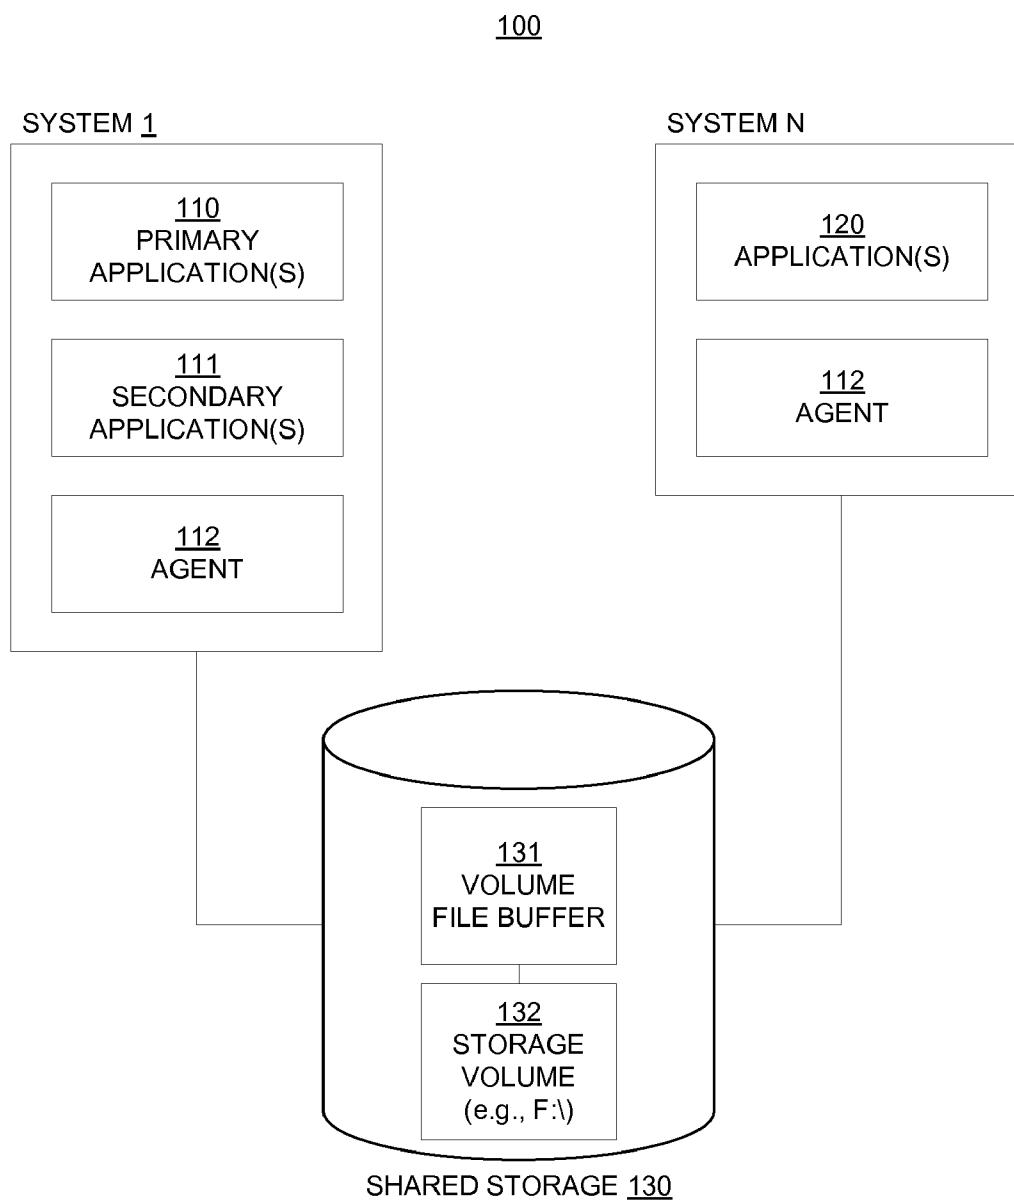 100
SYSTEM 1
110
PRIMARY
APPLICATION(S)
111
SECONDARY
APPLICATION(S)
112
AGENT
SYSTEM N
120
APPLICATION(S)
112
AGENT
131
VOLUME
FILE BUFFER
132
STORAGE
VOLUME
(e.g., F:\)
SHARED STORAGE 130